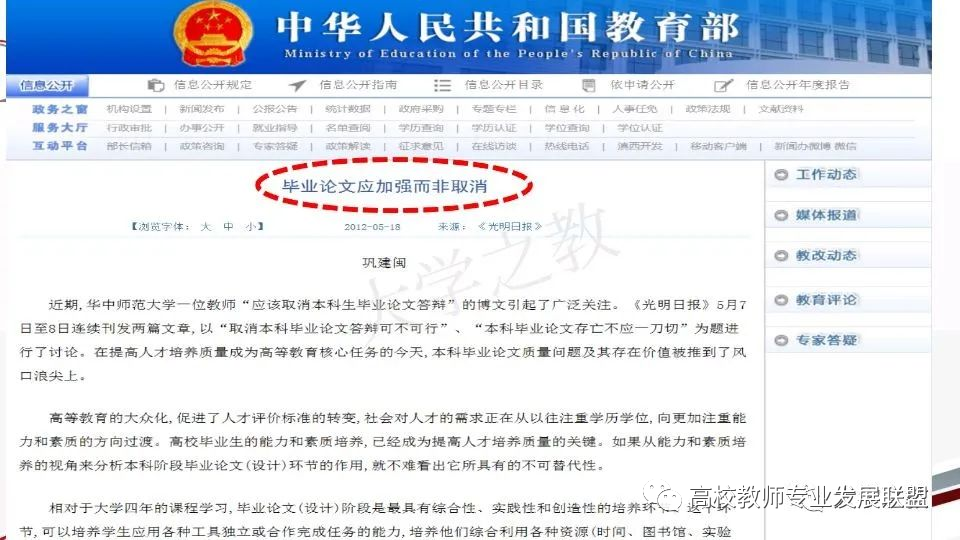 中华人民共和国教育部
Ministry of Education of the People's Republic of China
信息公开 信息公开规定 信息公开指南 信息公开目录 依申请公开 信息公开年度报告
政务之窗 机构设置 | 新闻发布 | 公报公告 | 统计数据 | 政府采购 | 专题专栏 | 信息化 | 人事任免 | 政策法规 | 文献资料
服务大厅 行政审批 | 办事公开 | 就业指导 | 名单查阅 | 学历查询 | 学历认证 | 学位查询 | 学位认证
互动平台 部长信箱 | 政策咨询 | 专家答疑 | 政策解读 | 征求意见 | 在线访谈 | 热线电话 | 滇西开发 | 移动客户端 | 新闻办微博 微信
毕业论文应加强而非取消
【浏览字体: 大 中 小】 2012-05-18 来源: 《光明日报》
巩建闽
近期,华中师范大学一位教师“应该取消本科生毕业论文答辩”的博文引起了广泛关注。《光明日报》5月7
日至8日连续刊发两篇文章,以“取消本科毕业论文答辩可不可行”、“本科毕业论文存亡不应一刀切”为题进
行了讨论。在提高人才培养质量成为高等教育核心任务的今天,本科毕业论文质量问题及其存在价值被推到了风
口浪尖上。
高等教育的大众化,促进了人才评价标准的转变,社会对人才的需求正在从以往注重学历学位,向更加注重能
力和素质的方向过渡。高校毕业生的能力和素质培养,已经成为提高人才培养质量的关键。如果从能力和素质培
养的视角来分析本科阶段毕业论文(设计)环节的作用,就不难看出它所具有的不可替代性。
相对于大学四年的课程学习,毕业论文(设计)阶段是最具有综合性、实践性和创造性的培养环节。这个环
节,可以培养学生应用各种工具独立或合作完成任务的能力,培养他们综合利用各种资源(时间、图书馆、实验
工作动态
媒体报道
教改动态
教育评论
专家答疑
大学之教
高校教师专业发展联盟